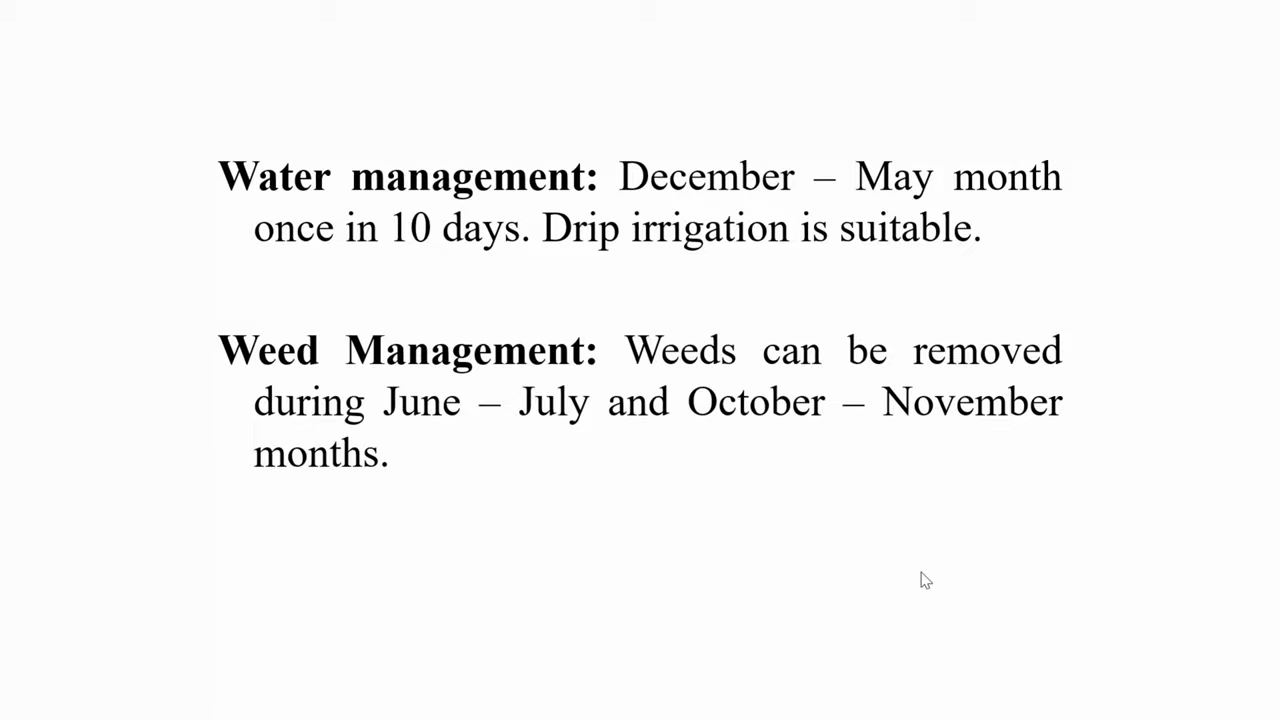 Water management: December – May month
once in 10 days. Drip irrigation is suitable.
Weed Management: Weeds can be removed
during June – July and October – November
months.